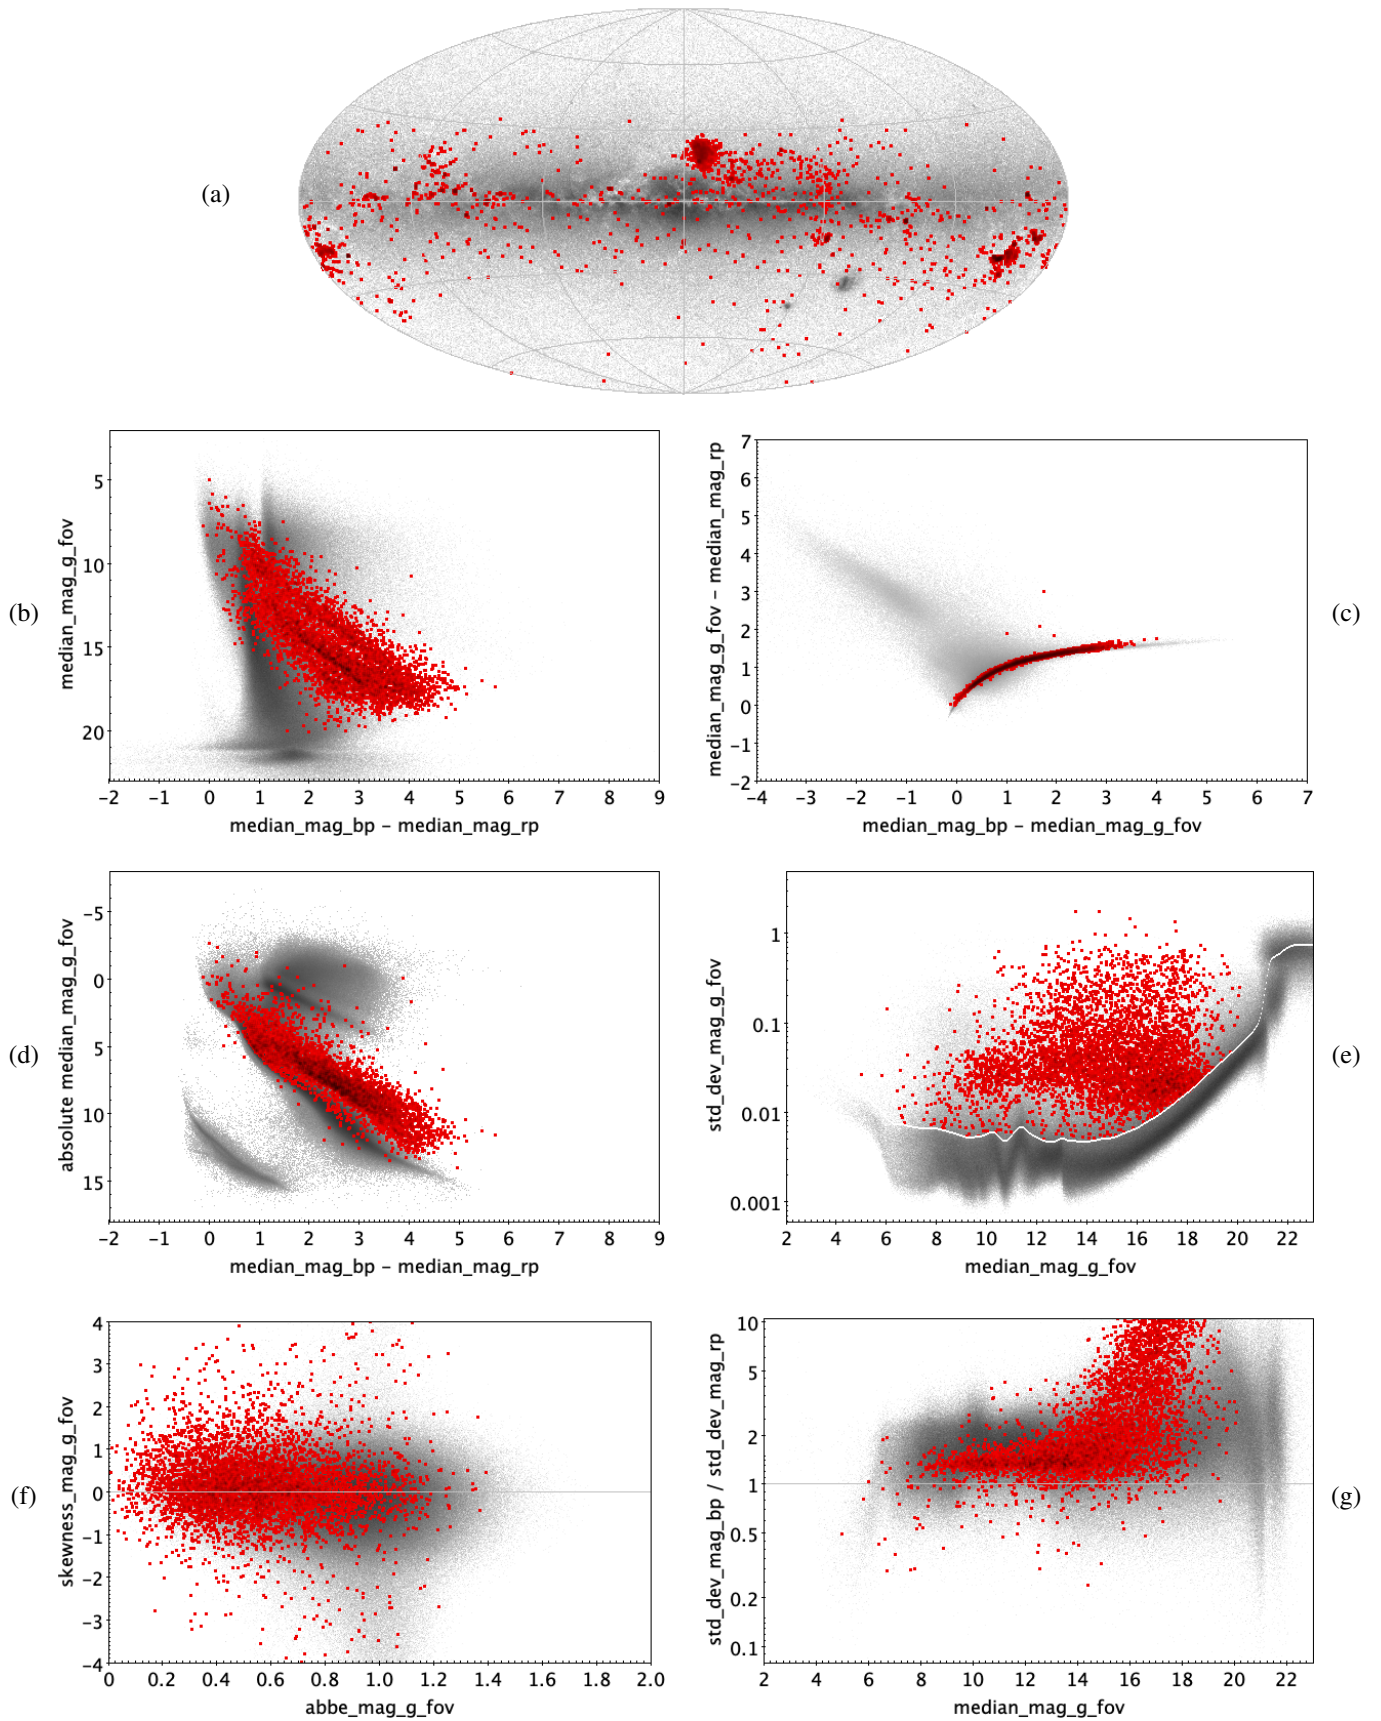 (a)
5
10
15
20
median_mag_g_fov
−2 −1 0 1 2 3 4 5 6 7 8 9
median_mag_bp − median_mag_rp
(b)
7
6
5
4
3
2
1
0
−1
−2
median_mag_g_fov − median_mag_rp
−4 −3 −2 −1 0 1 2 3 4 5 6 7
median_mag_bp − median_mag_g_fov
(c)
−5
0
5
10
15
absolute median_mag_g_fov
−2 −1 0 1 2 3 4 5 6 7 8 9
median_mag_bp − median_mag_rp
(d)
1
0.1
0.01
0.001
std_dev_mag_g_fov
2 4 6 8 10 12 14 16 18 20 22
median_mag_g_fov
(e)
4
3
2
1
0
−1
−2
−3
−4
skewness_mag_g_fov
0 0.2 0.4 0.6 0.8 1.0 1.2 1.4 1.6 1.8 2.0
abbe_mag_g_fov
(f)
10
5
2
1
0.5
0.2
0.1
std_dev_mag_bp / std_dev_mag_rp
2 4 6 8 10 12 14 16 18 20 22
median_mag_g_fov
(g)